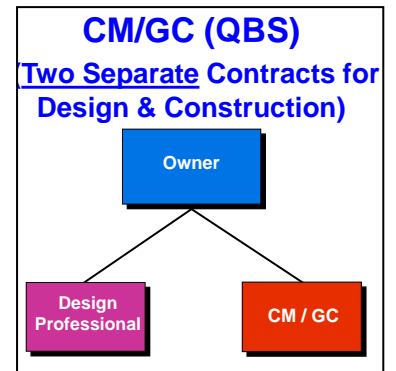 CM/GC (QBS)
(Two Separate Contracts for
Design & Construction)
Owner
Design
Professional
CM / GC